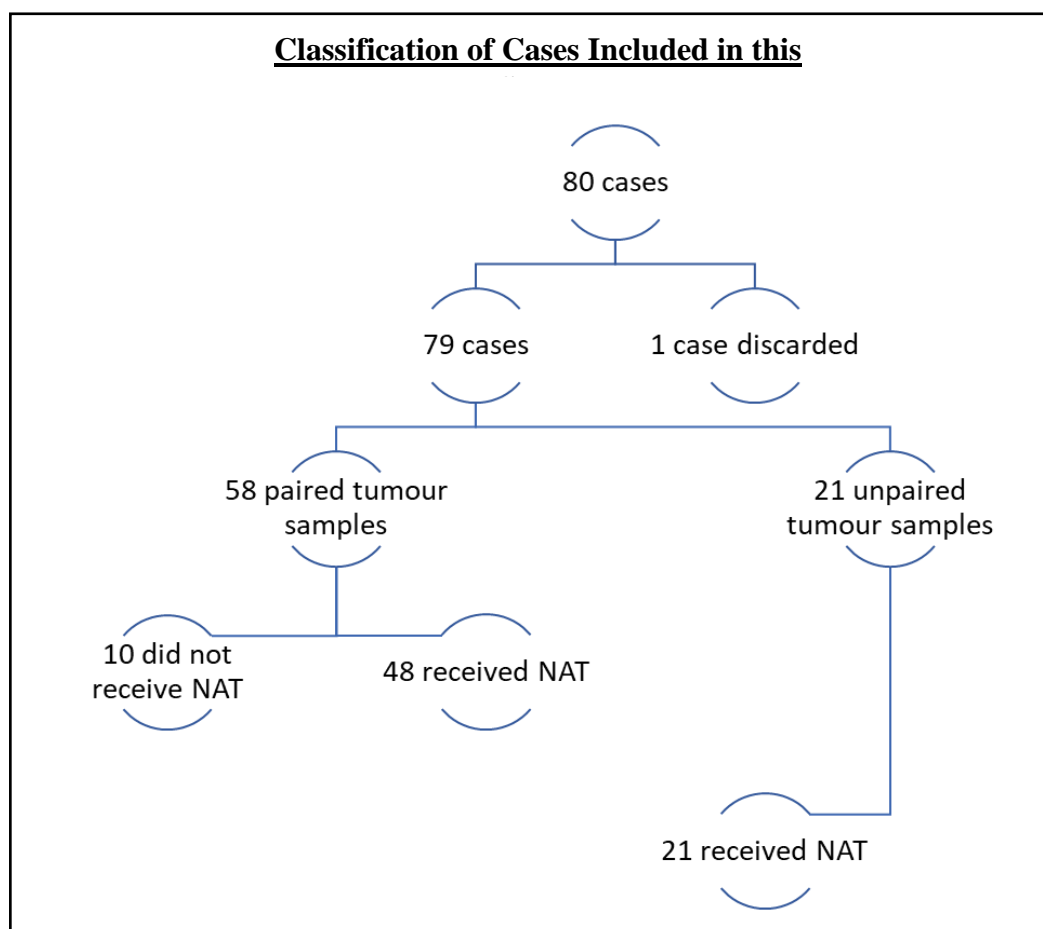 Classification of Cases Included in this
80 cases
79 cases
1 case discarded
58 paired tumour
samples
21 unpaired
tumour samples
10 did not
receive NAT
48 received NAT
21 received NAT